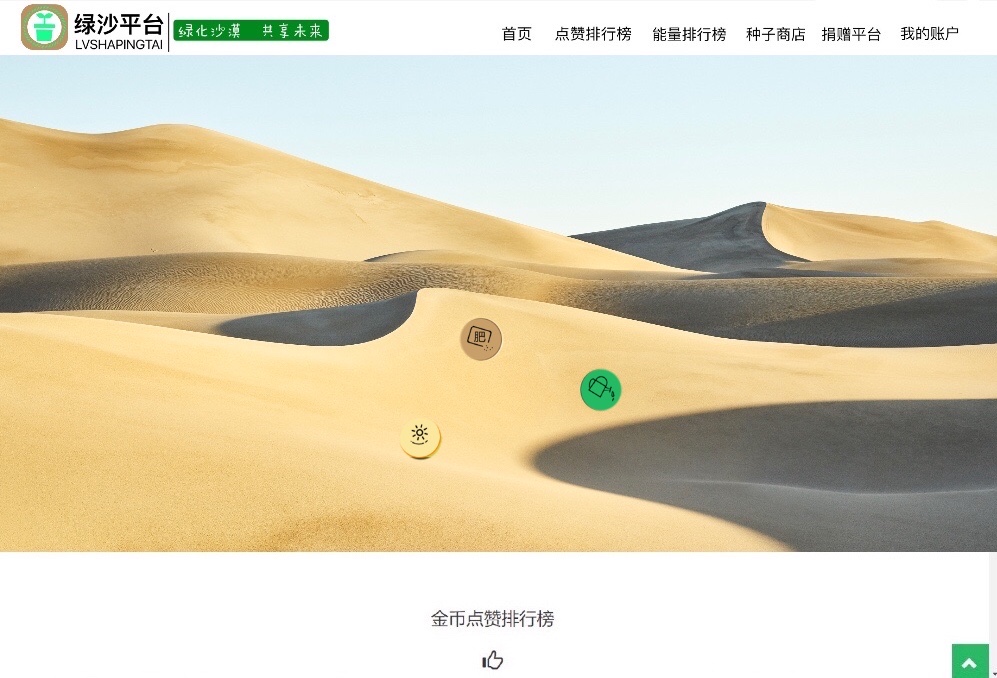 绿沙平台
LVSHAPINGTAI
绿化沙漠 共享未来
首页 点赞排行榜 能量排行榜 种子商店 捐赠平台 我的账户
肥
金币点赞排行榜